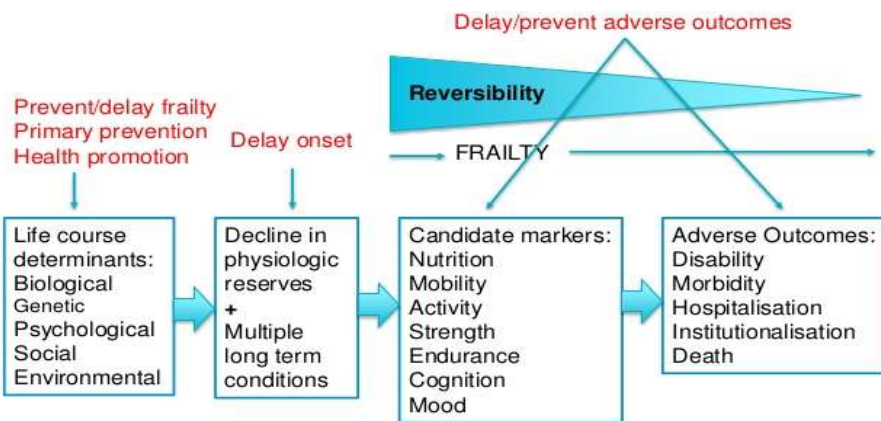 Delay/prevent adverse outcomes
Reversibility
Prevent/delay frailty
Primary prevention
Health promotion
Delay onset
FRAILTY
Life course
determinants:
Biological
Genetic
Psychological
Social
Environmental
Decline in
physiologic
reserves
+
Multiple
long term
conditions
Candidate markers:
Nutrition
Mobility
Activity
Strength
Endurance
Cognition
Mood
Adverse Outcomes:
Disability
Morbidity
Hospitalisation
Institutionalisation
Death